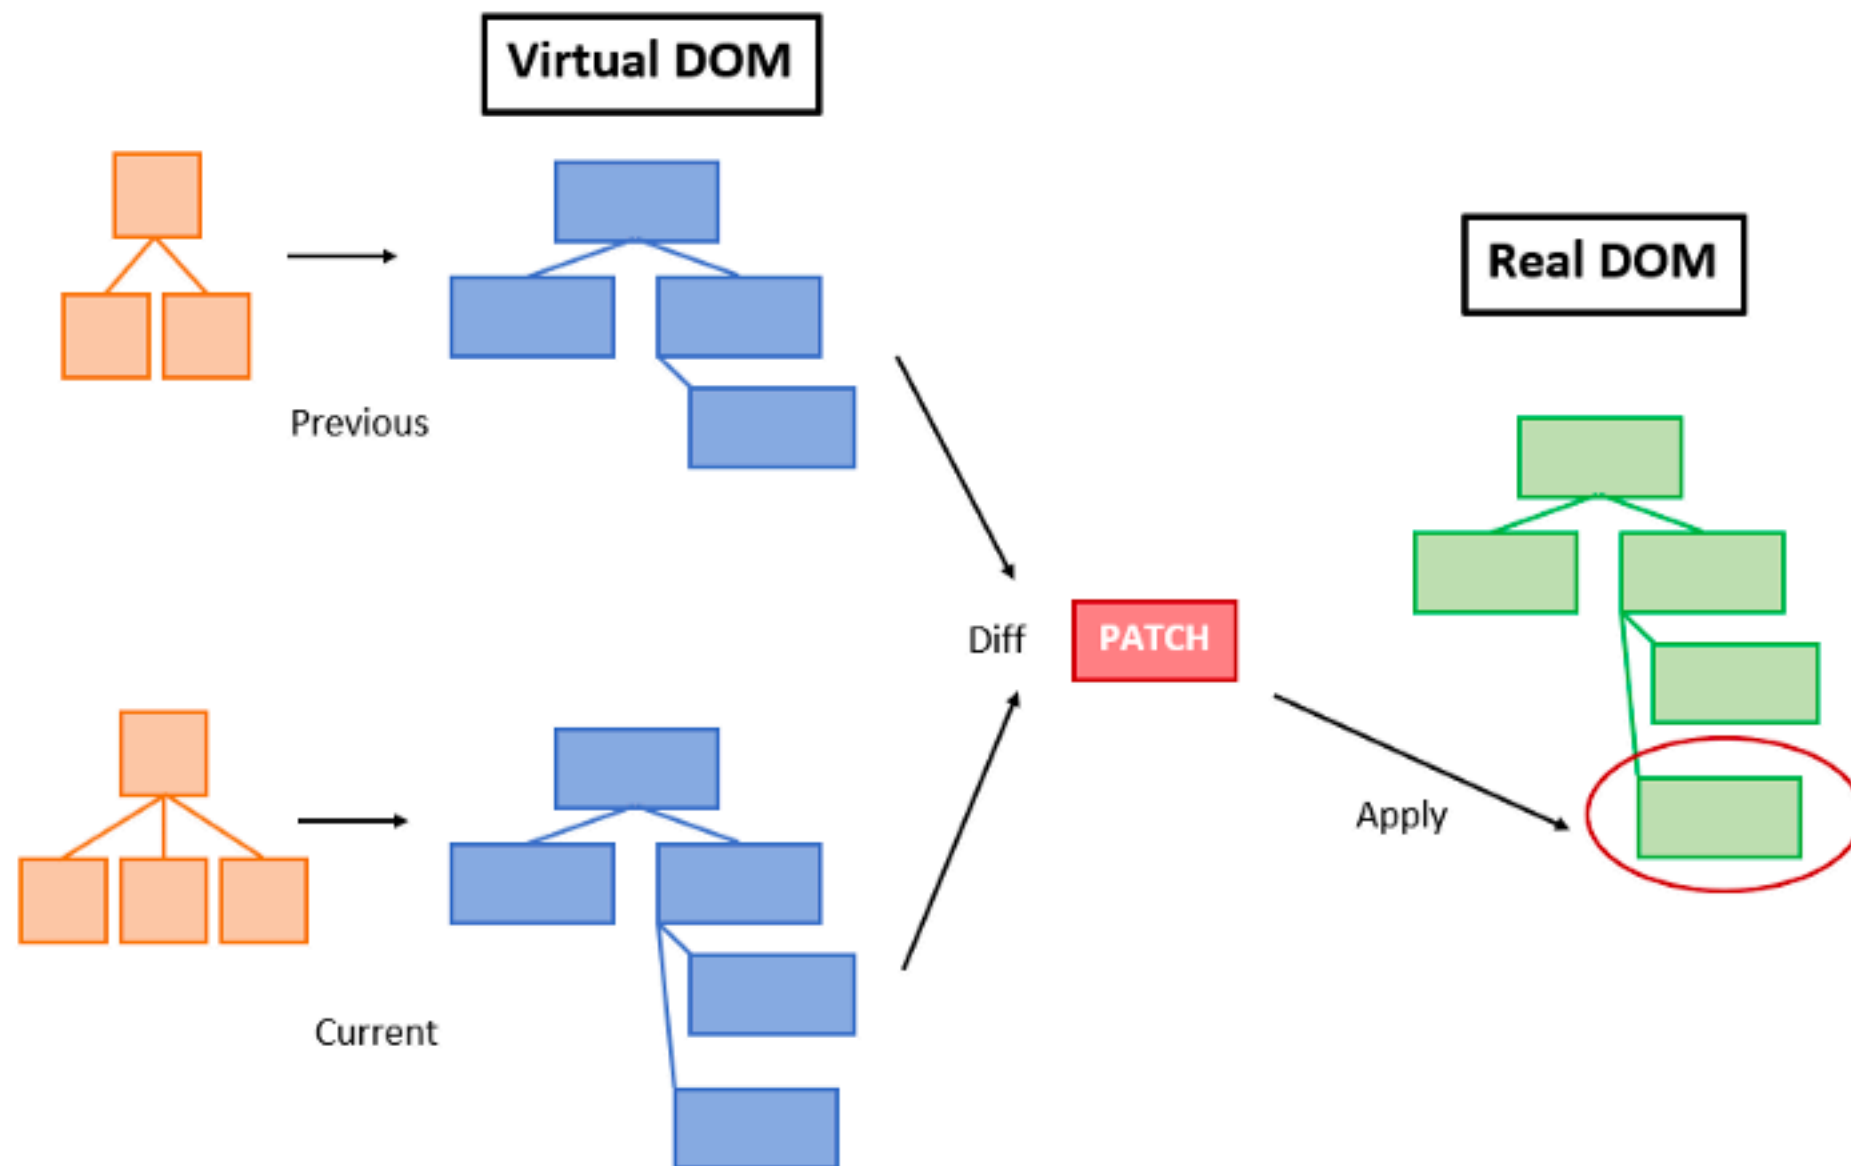 Virtual DOM
Real DOM
Previous
Diff
PATCH
Apply
Current